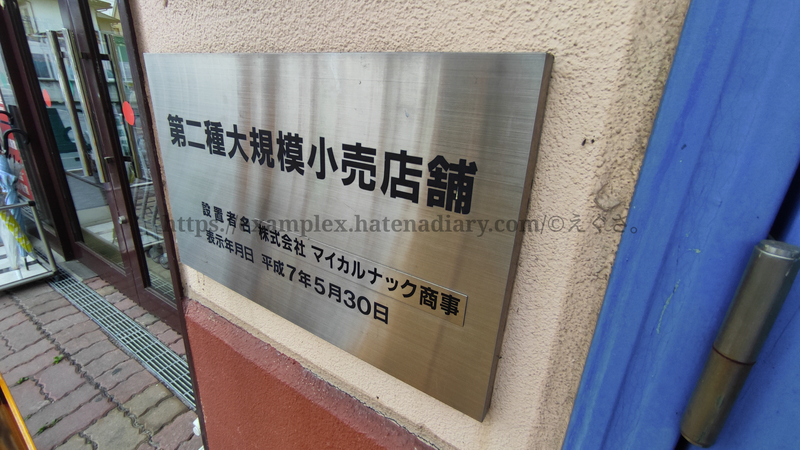 第二種大規模小売店舗
https://examplex.hatenadiary.com/©えぐざ。
設置者名 株式会社 マイカルナック商事
表示年月日 平成7年5月30日